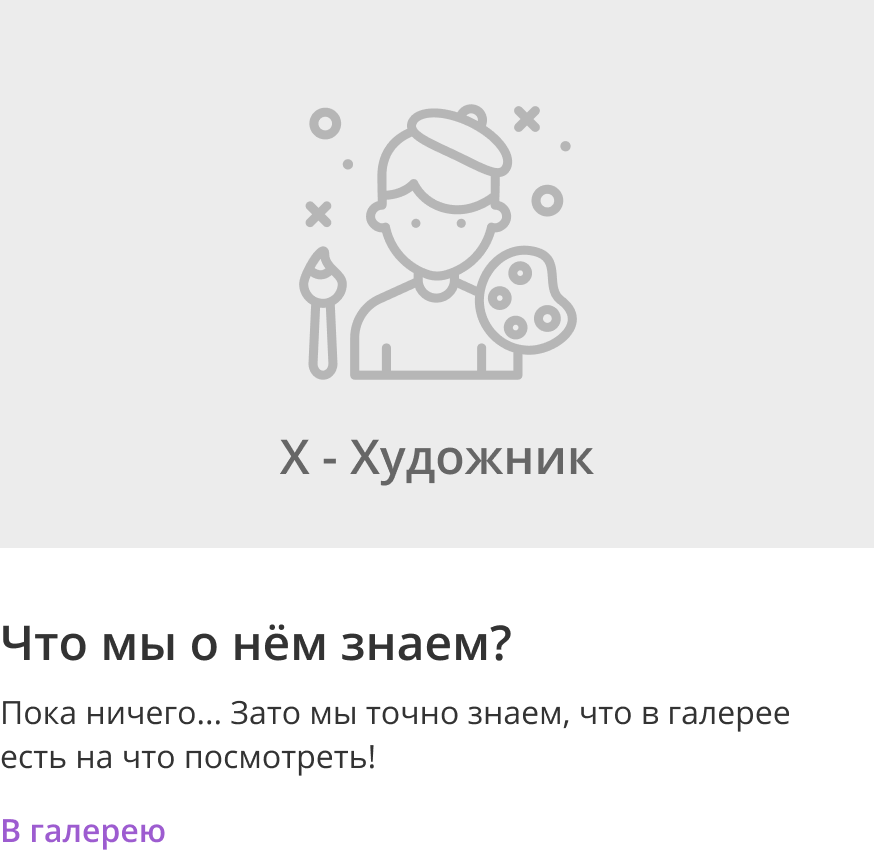 Х - Художник
Что мы о нём знаем?
Пока ничего... Зато мы точно знаем, что в галерее
есть на что посмотреть!
В галерею